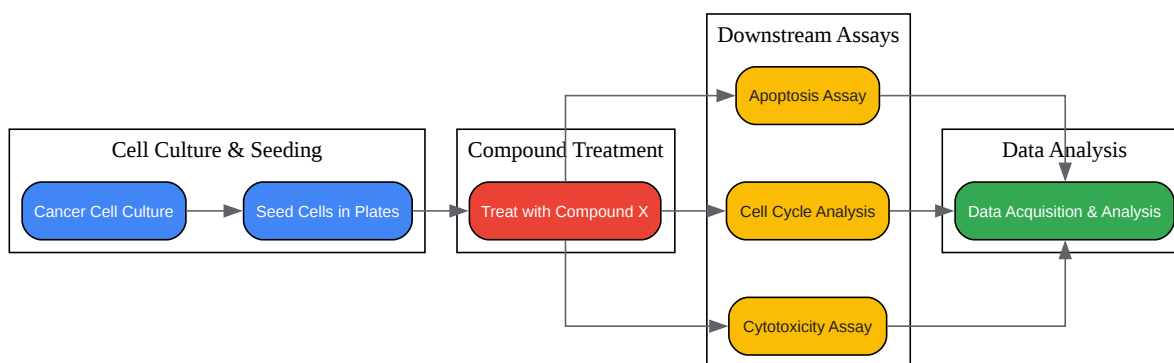 Cell Culture & Seeding
Cancer Cell Culture
Seed Cells in Plates
Compound Treatment
Treat with Compound X
Downstream Assays
Apoptosis Assay
Cell Cycle Analysis
Cytotoxicity Assay
Data Analysis
Data Acquisition & Analysis